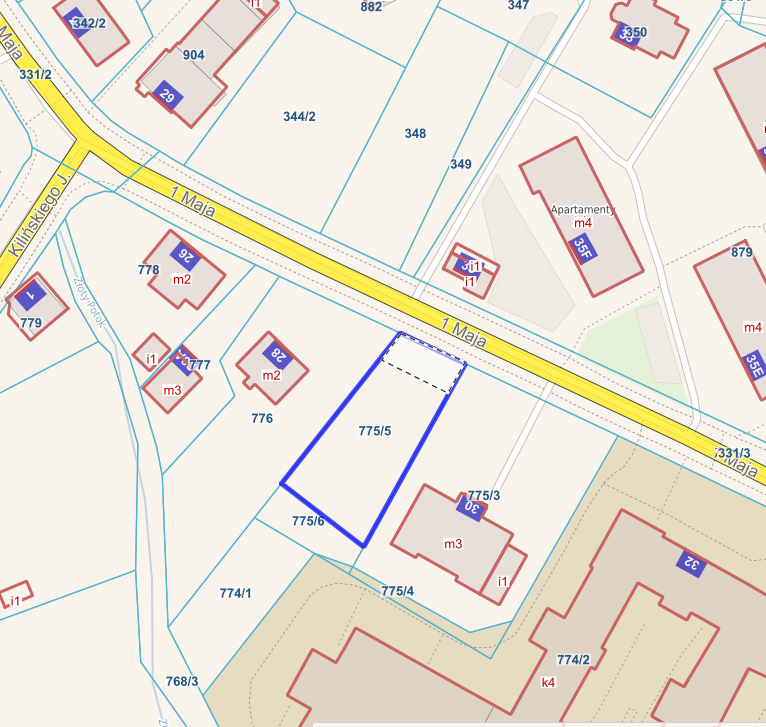 882
347
342/2
i1
350
Maja
904
331/2
29
344/2
348
349
1 Maja
Kilińskiego J.
Apartamenty
m4
35F
879
26
778
m2
i1
i1
1
779
Złoty Potok
1 Maja
m4
i1
777
28
m2
m3
35E
776
775/5
331/3
Maja
775/3
30
775/6
m3
32
i1
774/1
775/4
i1
774/2
768/3
k4